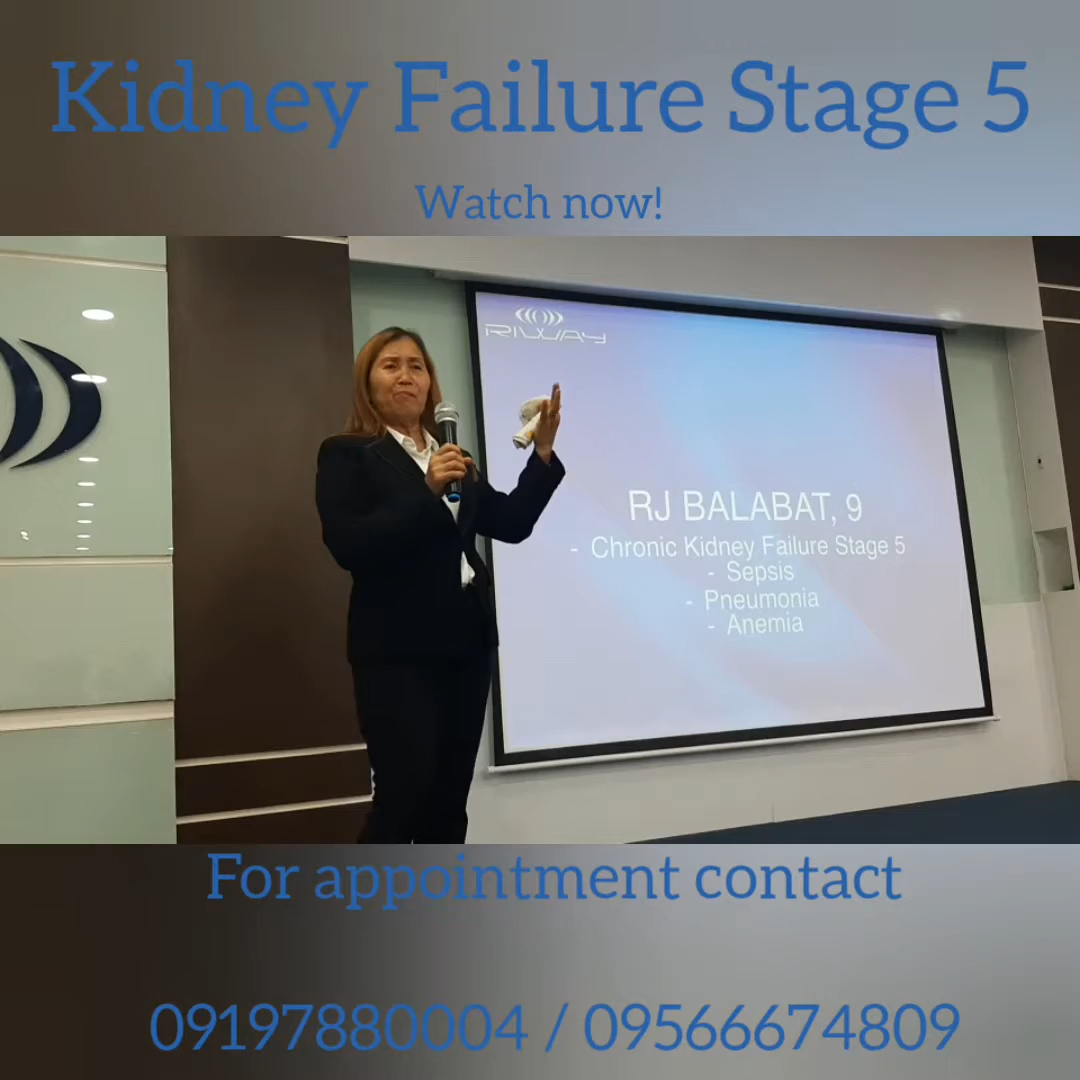 Kidney Failure Stage 5
Watch now!
RIWAY
RJ BALABAT, 9
- Chronic Kidney Failure Stage 5
- Sepsis
- Pneumonia
- Anemia
For appointment contact
09197880004 / 09566674809